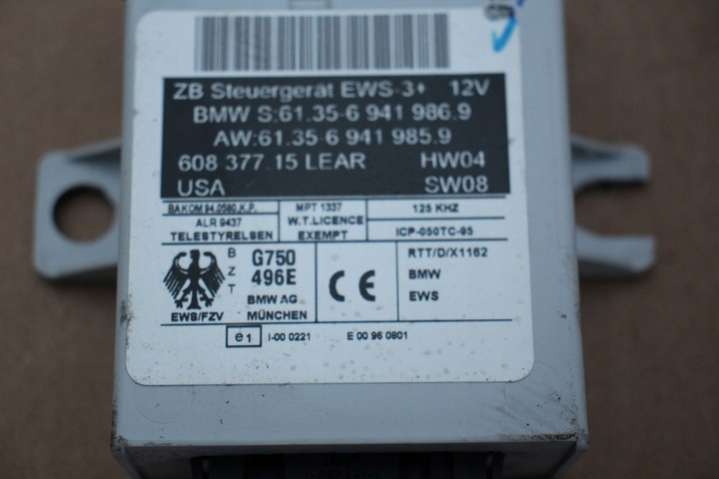 ZB Steuergerät EWS-3+ 12V
BMW S:61.35-6 941 986.9
AW:61.35-6 941 985.9
608 377.15 LEAR HW04
USA SW08
BAKOM 94.0580.K.P. MPT 1337 125 KHZ
ALR 9437 W.T.LICENCE
TELESTYRELSEN EXEMPT ICP-050TC-95
B G750 RTT/D/X1162
Z 496E CE BMW
T BMW AG EWS
EWS/FZV MÜNCHEN
e1 I-00 0221 E 00 96 0801